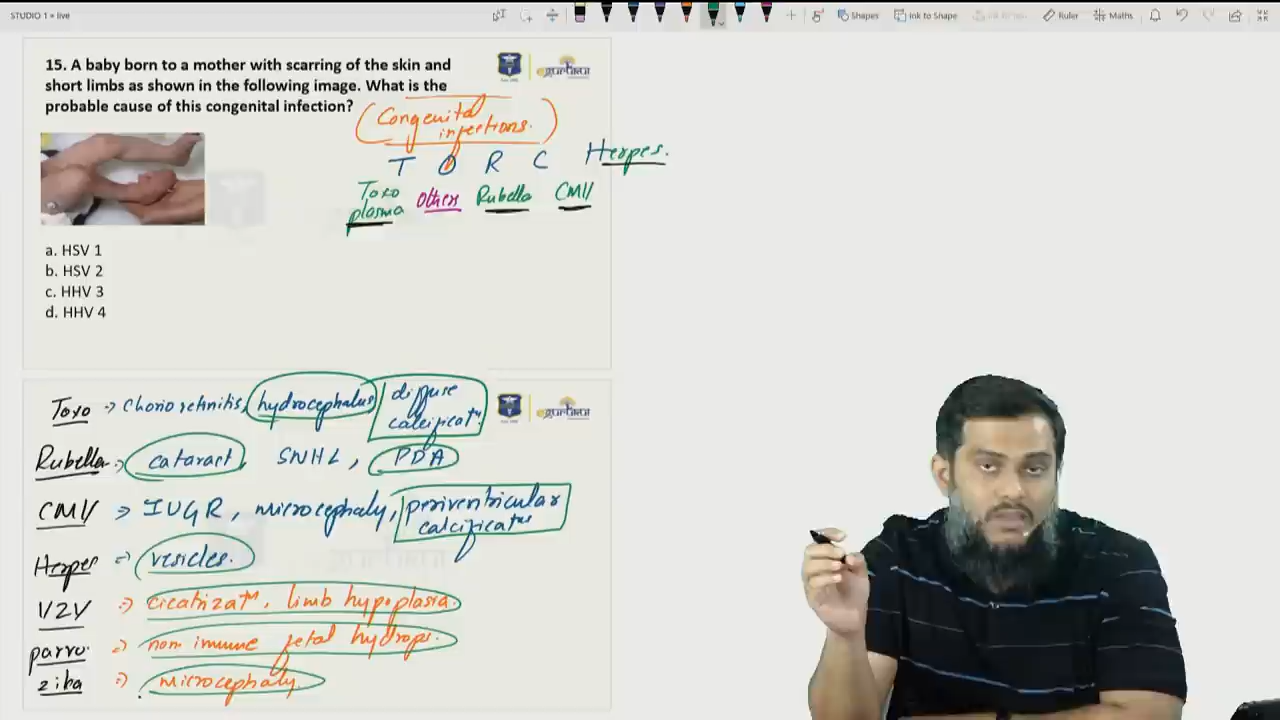 STUDIO 1 • live
Shapes
Ink to Shape
Ruler
Maths
15. A baby born to a mother with scarring of the skin and
short limbs as shown in the following image. What is the
probable cause of this congenital infection?
egurukul
(Congenital
infections.)
T O R C Herpes.
Toxo
plasma
Others
Rubella
CMV
a. HSV 1
b. HSV 2
c. HHV 3
d. HHV 4
egurukul
Toxo → chorioretinitis, hydrocephalus diffuse
calcificatⁿ.
Rubella → cataract, SNHL, PDA
CMV → IUGR, microcephaly, periventricular
calcificatⁿˢ
Herpes → vesicles.
VZV → cicatrizatⁿ, limb hypoplasia.
parvo. → non immune fetal hydrops.
zika → microcephaly